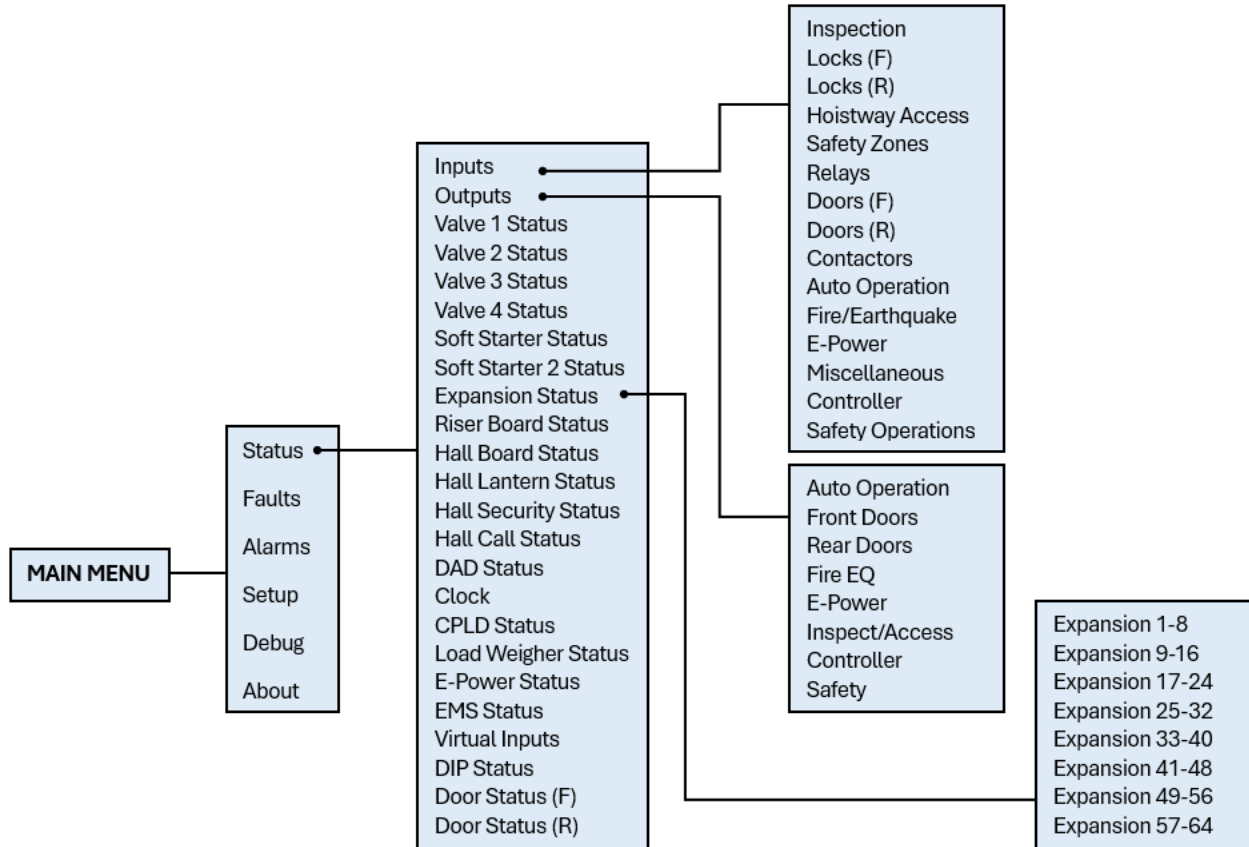 MAIN MENU
Status
Faults
Alarms
Setup
Debug
About
Inputs
Outputs
Valve 1 Status
Valve 2 Status
Valve 3 Status
Valve 4 Status
Soft Starter Status
Soft Starter 2 Status
Expansion Status
Riser Board Status
Hall Board Status
Hall Lantern Status
Hall Security Status
Hall Call Status
DAD Status
Clock
CPLD Status
Load Weigher Status
E-Power Status
EMS Status
Virtual Inputs
DIP Status
Door Status (F)
Door Status (R)
Inspection
Locks (F)
Locks (R)
Hoistway Access
Safety Zones
Relays
Doors (F)
Doors (R)
Contactors
Auto Operation
Fire/Earthquake
E-Power
Miscellaneous
Controller
Safety Operations
Auto Operation
Front Doors
Rear Doors
Fire EQ
E-Power
Inspect/Access
Controller
Safety
Expansion 1-8
Expansion 9-16
Expansion 17-24
Expansion 25-32
Expansion 33-40
Expansion 41-48
Expansion 49-56
Expansion 57-64